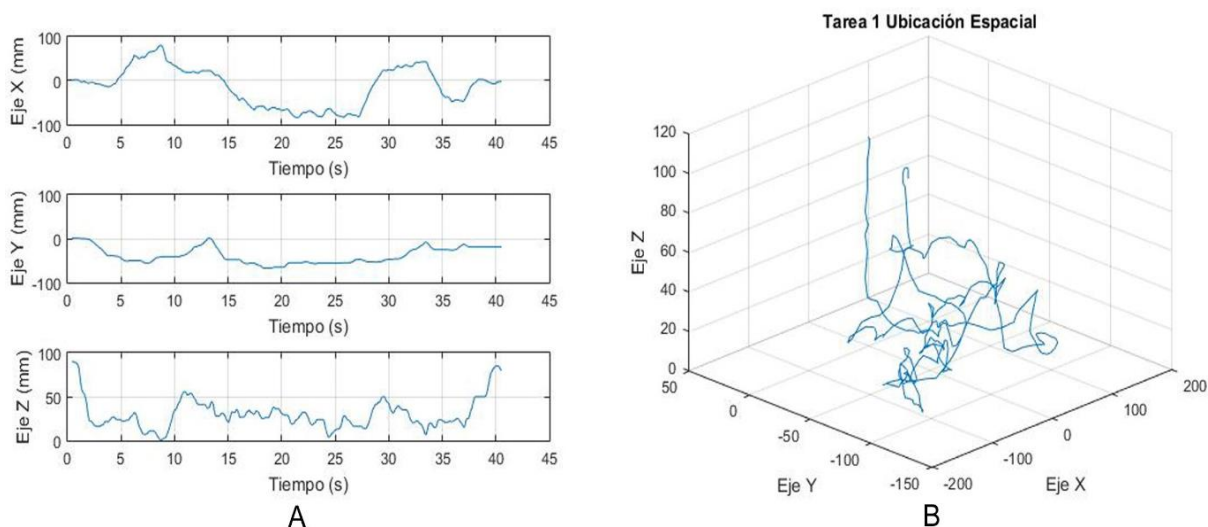 100
0
-100
Eje X (mm
0 5 10 15 20 25 30 35 40 45
Tiempo (s)
100
0
-100
Eje Y (mm)
0 5 10 15 20 25 30 35 40 45
Tiempo (s)
100
50
0
Eje Z (mm)
0 5 10 15 20 25 30 35 40 45
Tiempo (s)
A
Tarea 1 Ubicación Espacial
120
100
80
60
40
20
0
Eje Z
50 0 -50 -100 -150
Eje Y
-200 -100 0 100 200
Eje X
B